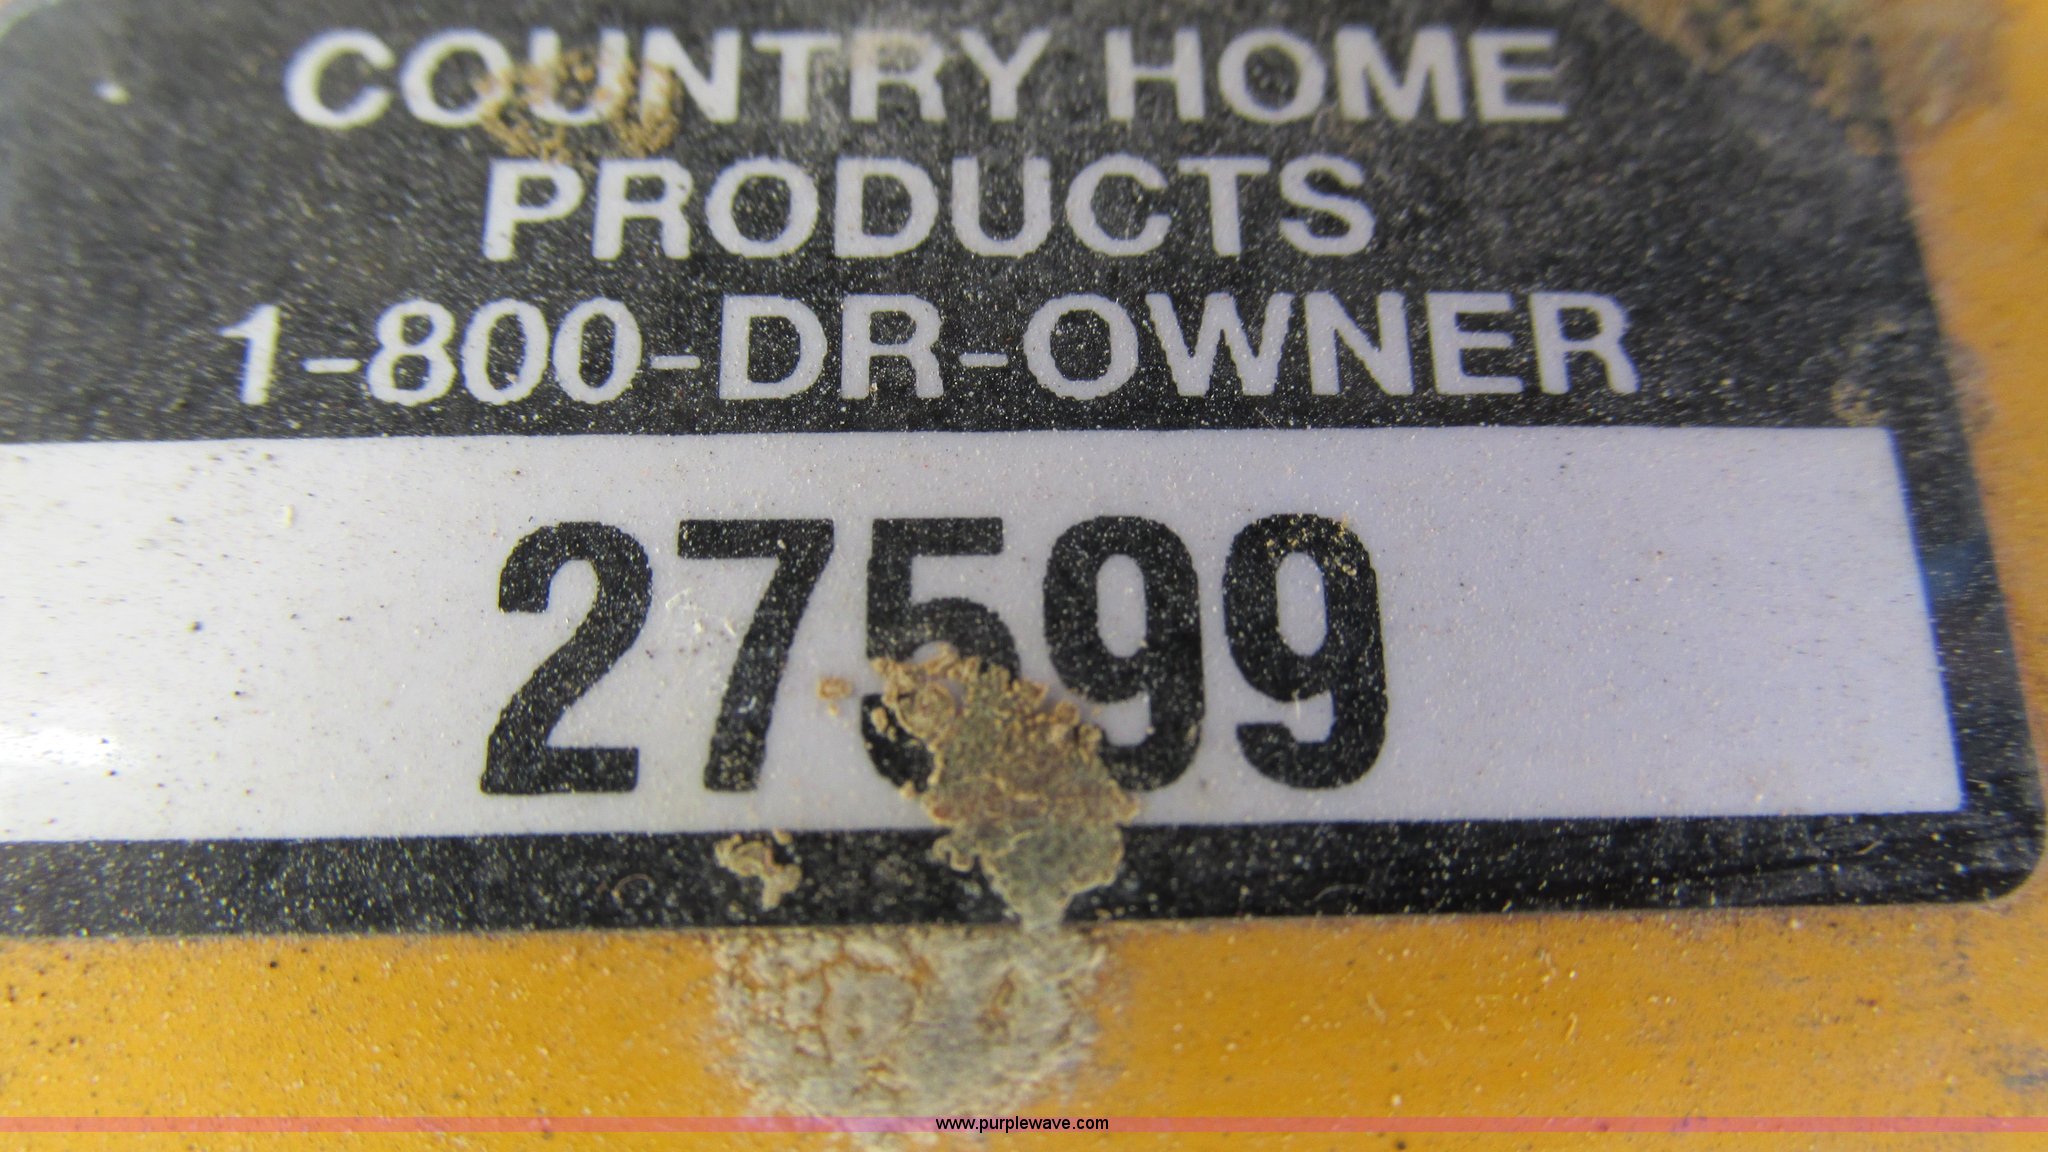 COUNTRY HOME
PRODUCTS
1-800-DR-OWNER
27599
www.purplewave.com